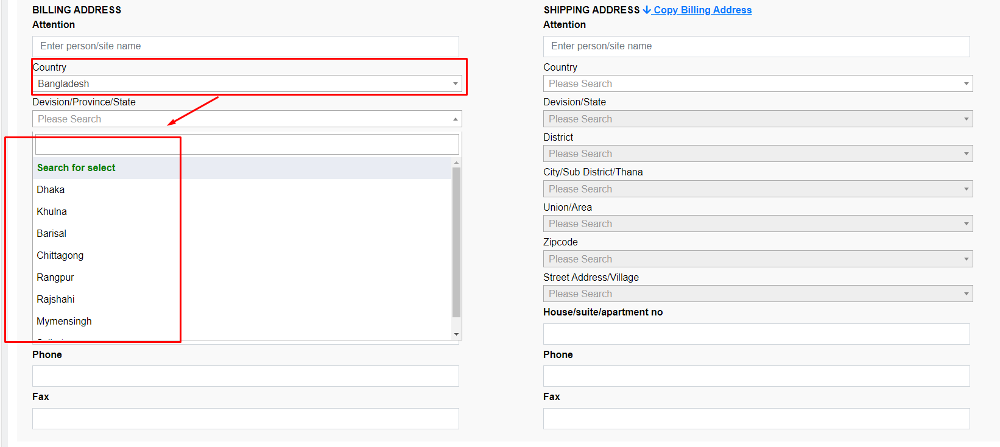 BILLING ADDRESS
Attention
Enter person/site name
Country
Bangladesh
Devision/Province/State
Please Search
Search for select
Dhaka
Khulna
Barisal
Chittagong
Rangpur
Rajshahi
Mymensingh
Phone
Fax
SHIPPING ADDRESS Copy Billing Address
Attention
Enter person/site name
Country
Please Search
Devision/State
Please Search
District
Please Search
City/Sub District/Thana
Please Search
Union/Area
Please Search
Zipcode
Please Search
Street Address/Village
Please Search
House/suite/apartment no
Phone
Fax